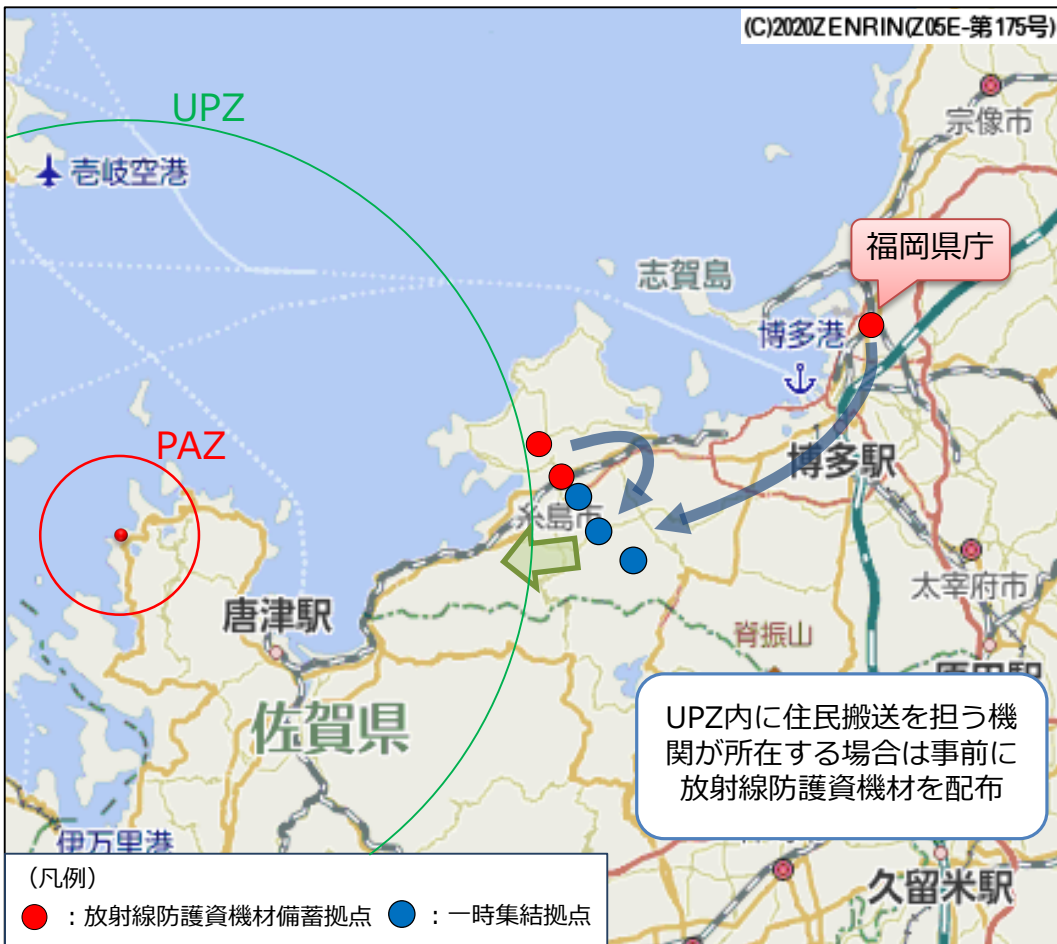 (C)2020ZENRIN(Z05E-第175号)
宗像市
UPZ
壱岐空港
福岡県庁
志賀島
博多港
PAZ
博多駅
糸島市
太宰府市
唐津駅
脊振山
原田駅
佐賀県
UPZ内に住民搬送を担う機
関が所在する場合は事前に
放射線防護資機材を配布
伊万里港
久留米駅
(凡例)
:放射線防護資機材備蓄拠点 :一時集結拠点